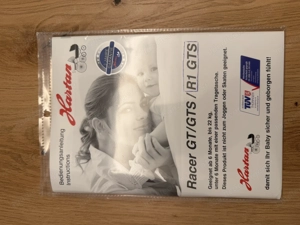 Hartan
Bedienungsanleitung
instructions
Racer GT/GTS /R1 GTS
Geeignet ab 6 Monate, bis 22 kg,
unter 6 Monate mit einer passenden Tragetasche.
Dieses Produkt ist nicht zum Joggen oder Skaten geeignet.
TÜV
Hartan
damit sich Ihr Baby sicher und geborgen fühlt!